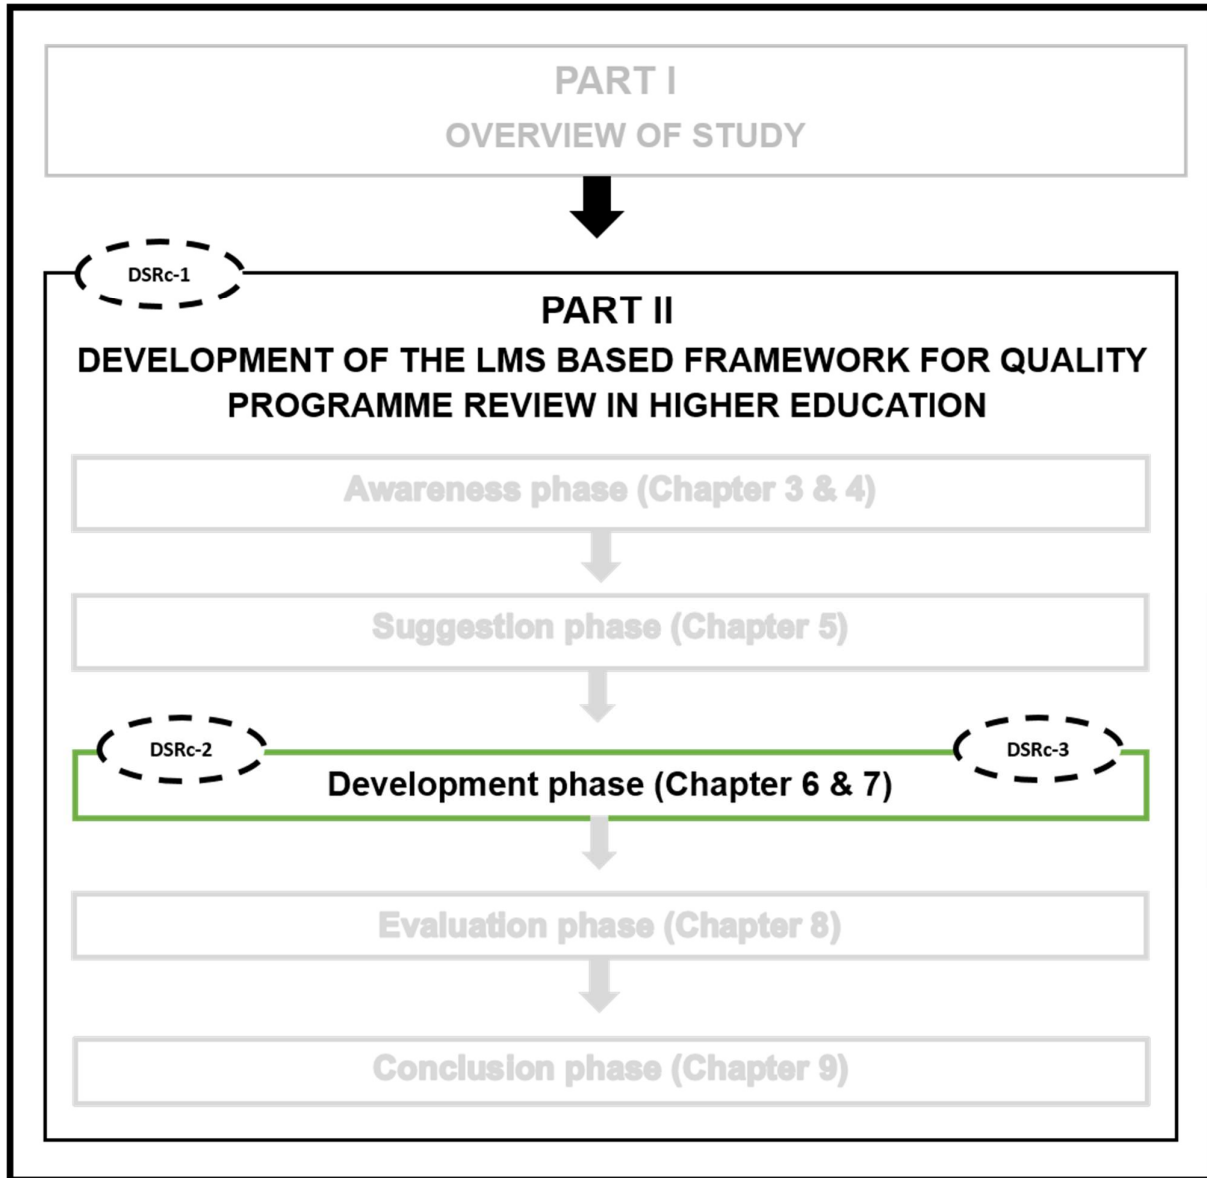 PART I
OVERVIEW OF STUDY
DSRc-1
PART II
DEVELOPMENT OF THE LMS BASED FRAMEWORK FOR QUALITY
PROGRAMME REVIEW IN HIGHER EDUCATION
Awareness phase (Chapter 3 & 4)
Suggestion phase (Chapter 5)
DSRc-2
DSRc-3
Development phase (Chapter 6 & 7)
Evaluation phase (Chapter 8)
Conclusion phase (Chapter 9)